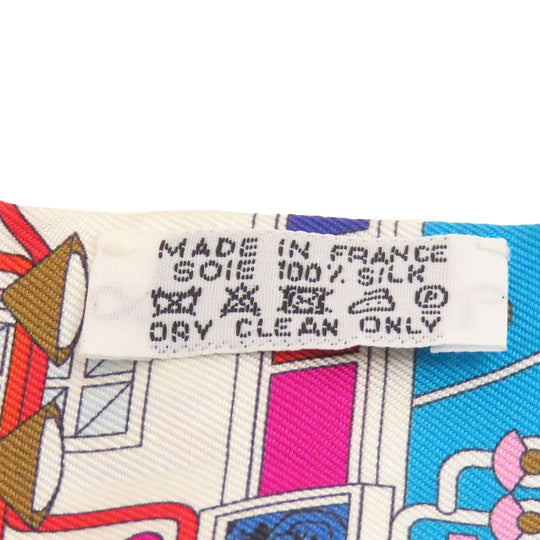 MADE IN FRANCE
SOIE 100% SILK
P
DRY CLEAN ONLY